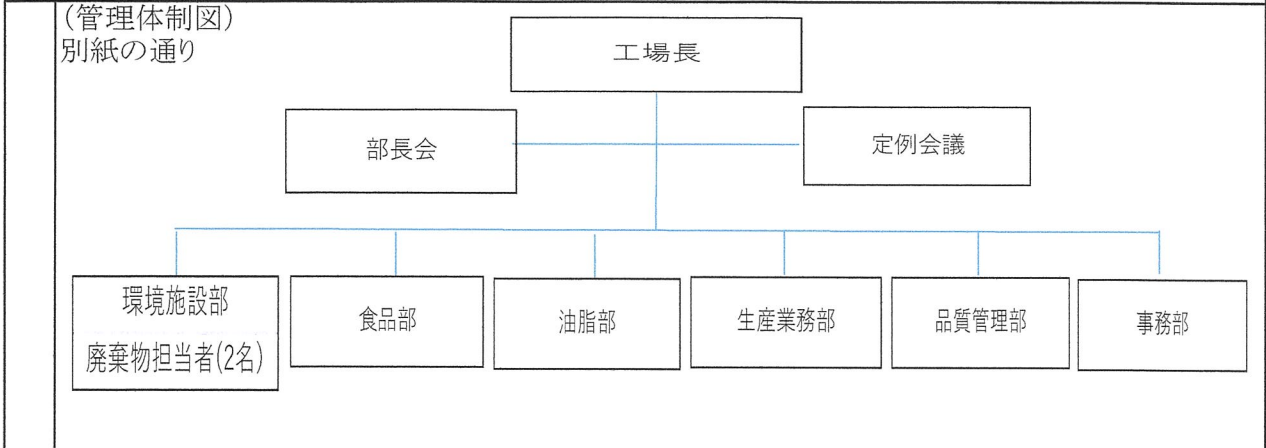 (管理体制図)
別紙の通り
工場長
部長会
定例会議
環境施設部
廃棄物担当者(2名)
食品部
油脂部
生産業務部
品質管理部
事務部